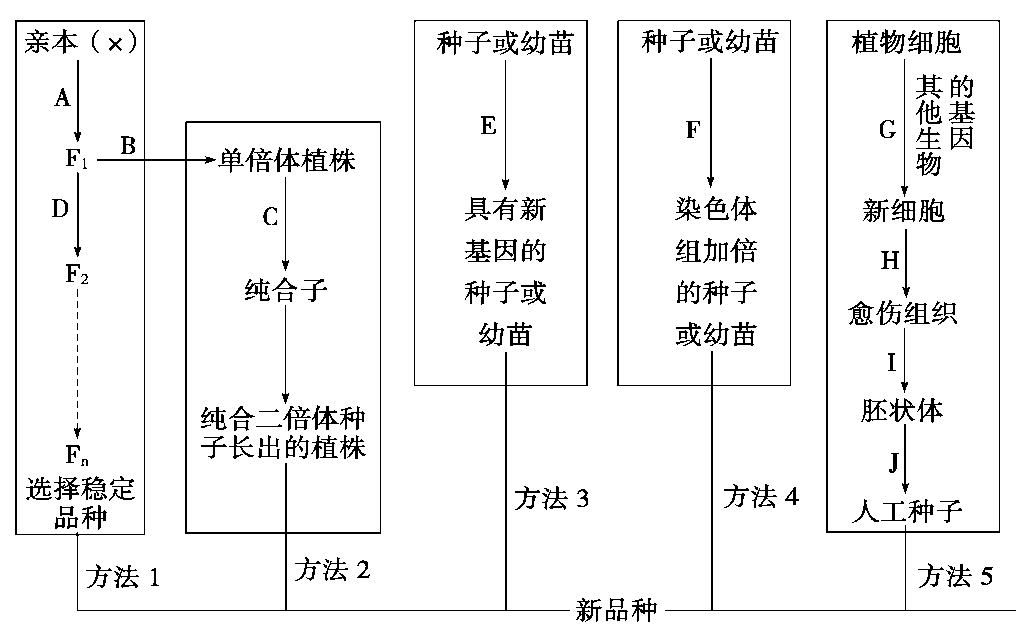 亲本（×）
A
F₁
D
F₂
Fₙ
选择稳定
品种
方法 1
B
单倍体植株
C
纯合子
纯合二倍体种
子长出的植株
方法 2
种子或幼苗
E
具有新
基因的
种子或
幼苗
方法 3
种子或幼苗
F
染色体
组加倍
的种子
或幼苗
方法 4
植物细胞
G
其他生物
的基因
新细胞
H
愈伤组织
I
胚状体
J
人工种子
方法 5
新品种